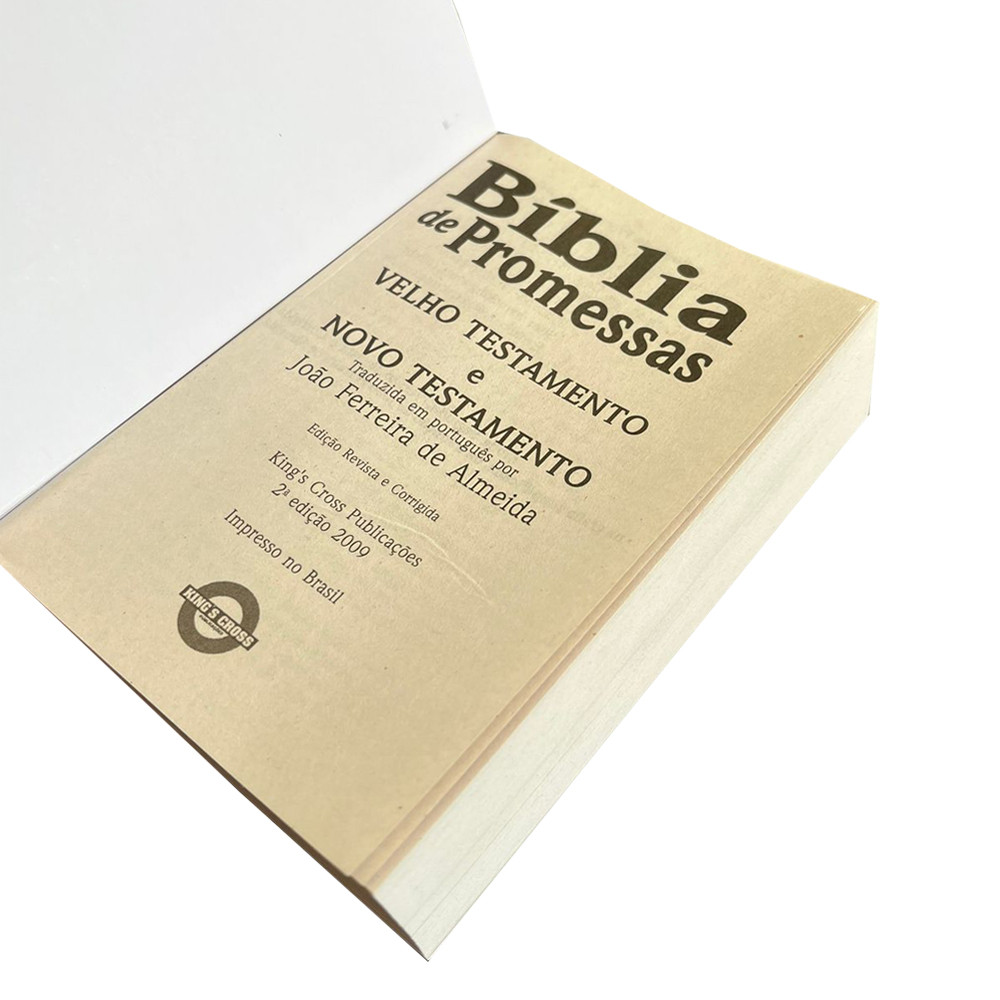 Bíblia
de Promessas
VELHO TESTAMENTO
e
NOVO TESTAMENTO
Traduzida em português por
João Ferreira de Almeida
Edição Revista e Corrigida
King's Cross Publicações
2ª edição 2009
Impresso no Brasil
KING'S CROSS